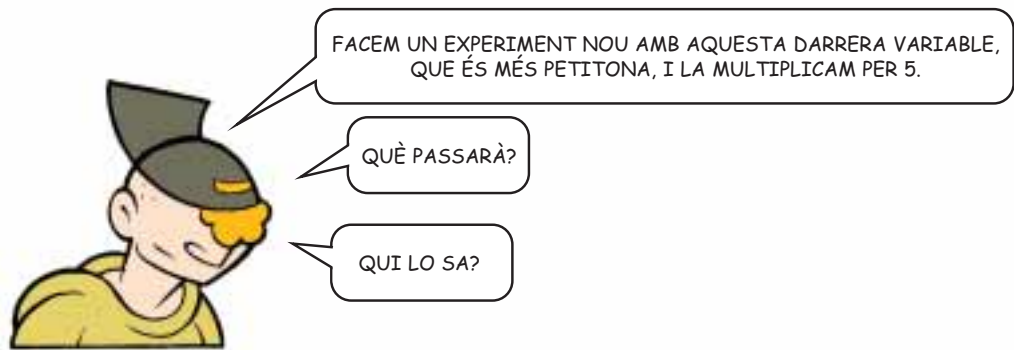 FACEM UN EXPERIMENT NOU AMB AQUESTA DARRERA VARIABLE,
QUE ÉS MÉS PETITONA, I LA MULTIPLICAM PER 5.
QUÈ PASSARÀ?
QUI LO SA?